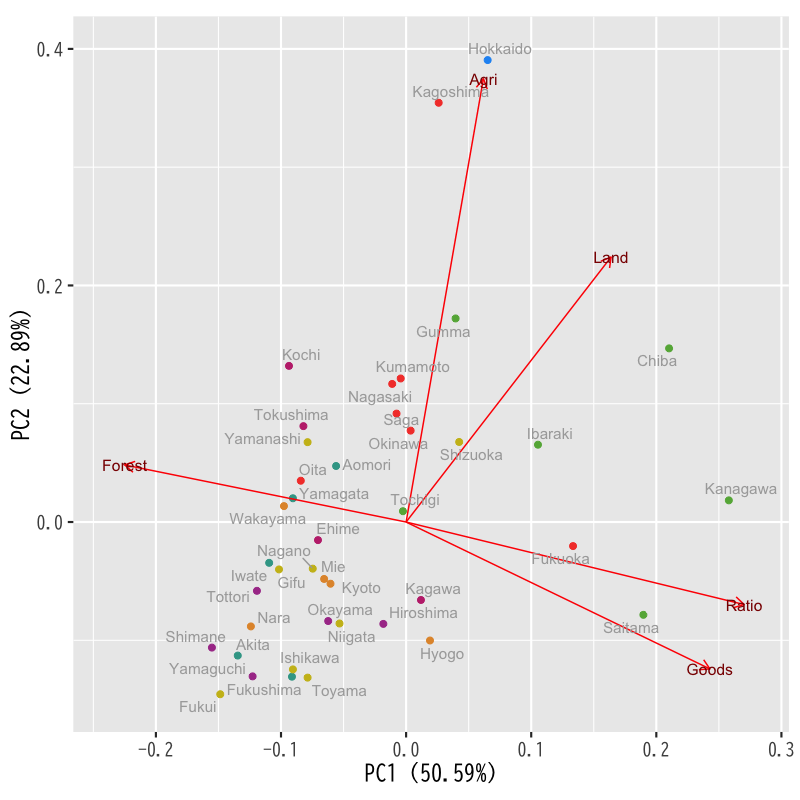 0.4
0.2
0.0
PC2 (22.89%)
Hokkaido
Agri
Kagoshima
Land
Gumma
Chiba
Kochi
Kumamoto
Nagasaki
Tokushima
Saga
Yamanashi
Okinawa
Ibaraki
Shizuoka
Forest
Oita
Aomori
Yamagata
Tochigi
Kanagawa
Wakayama
Ehime
Nagano
Fukuoka
Mie
Iwate
Gifu
Kyoto
Kagawa
Tottori
Okayama
Hiroshima
Ratio
Nara
Niigata
Saitama
Shimane
Akita
Hyogo
Ishikawa
Yamaguchi
Goods
Fukushima
Toyama
Fukui
-0.2
-0.1
0.0
0.1
0.2
0.3
PC1 (50.59%)